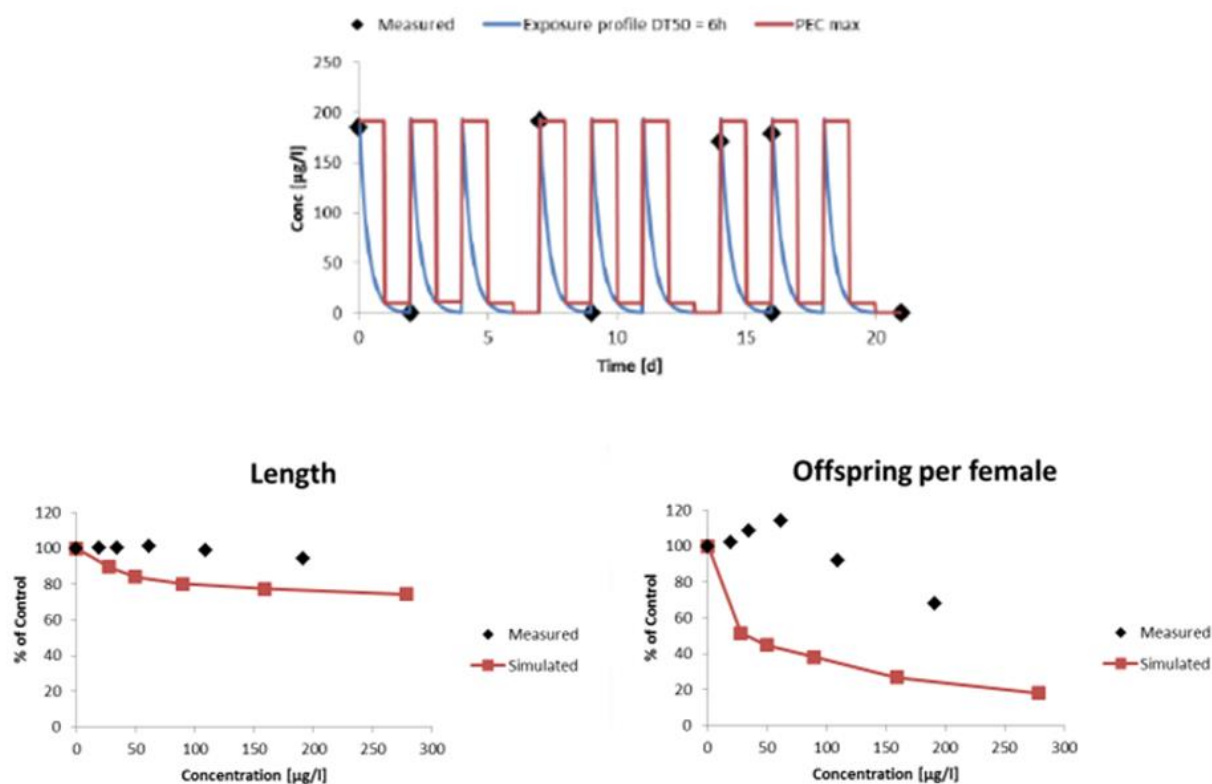 Measured Exposure profile DT50 = 6h PEC max
250
200
150
100
50
0
Conc [µg/l]
0 5 10 15 20
Time [d]
Length
120
100
80
60
40
20
0
% of Control
Measured
Simulated
0 50 100 150 200 250 300
Concentration [µg/l]
Offspring per female
120
100
80
60
40
20
0
% of Control
Measured
Simulated
0 50 100 150 200 250 300
Concentration [µg/l]